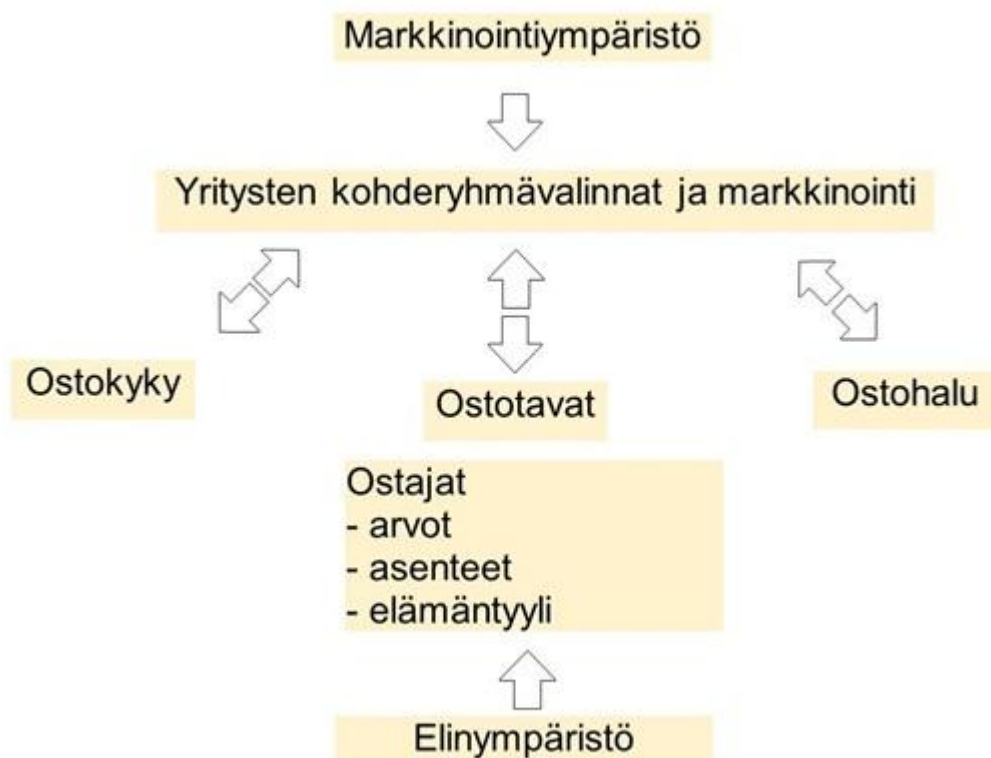 Markkinointiympäristö
Yritysten kohderyhmävalinnat ja markkinointi
Ostokyky
Ostotavat
Ostohalu
Ostajat
- arvot
- asenteet
- elämäntyyli
Elinympäristö